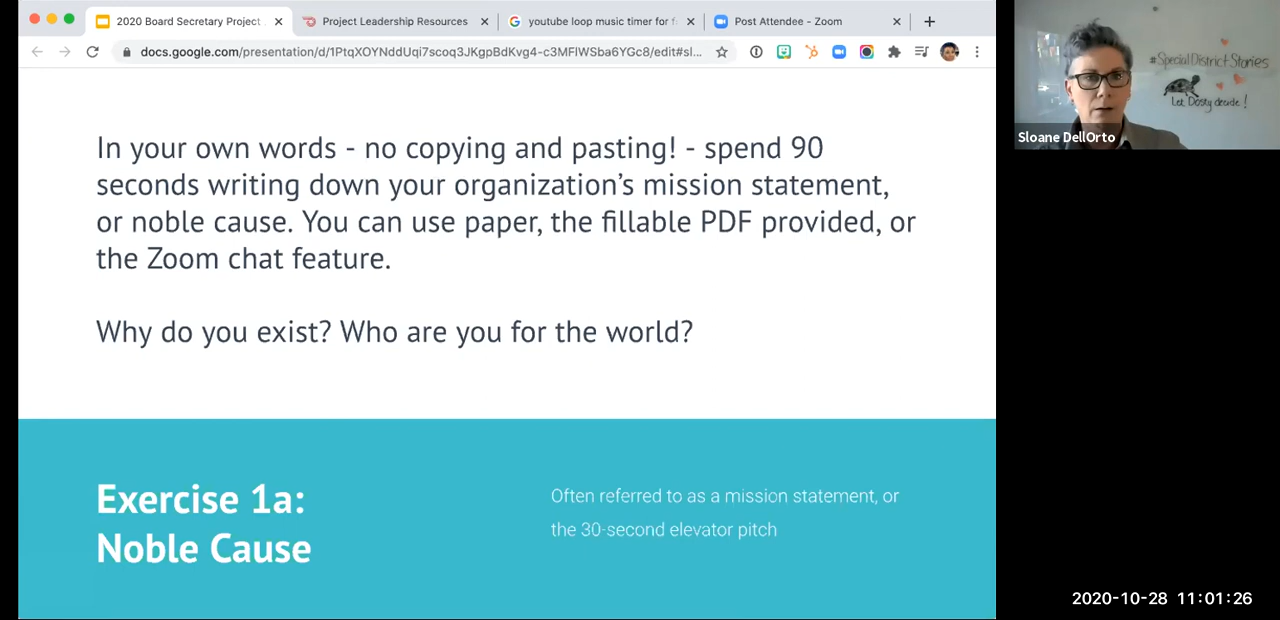 2020 Board Secretary Project
Project Leadership Resources
youtube loop music timer for f
Post Attendee - Zoom
docs.google.com/presentation/d/1PtqXOYNddUqi7scoq3JKgpBdKvg4-c3MFlWSba6YGc8/edit#sl...
In your own words - no copying and pasting! - spend 90
seconds writing down your organization's mission statement,
or noble cause. You can use paper, the fillable PDF provided, or
the Zoom chat feature.
Why do you exist? Who are you for the world?
Exercise 1a:
Noble Cause
Often referred to as a mission statement, or
the 30-second elevator pitch
#SpecialDistrictStories
Let Dosty decide!
Sloane DellOrto
2020-10-28 11:01:26